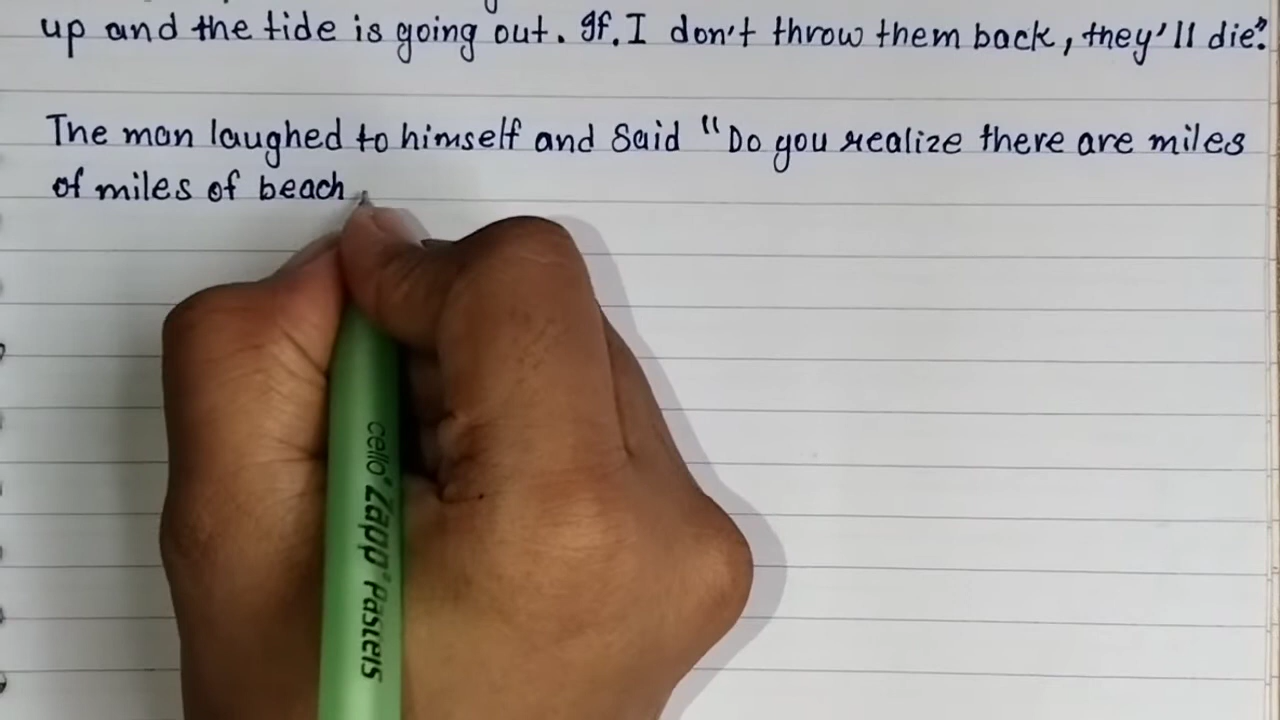 up and the tide is going out. If. I don't throw them back, they'll die."
The man laughed to himself and Said "Do you realize there are miles
of miles of beach
cello Zapp Pastels